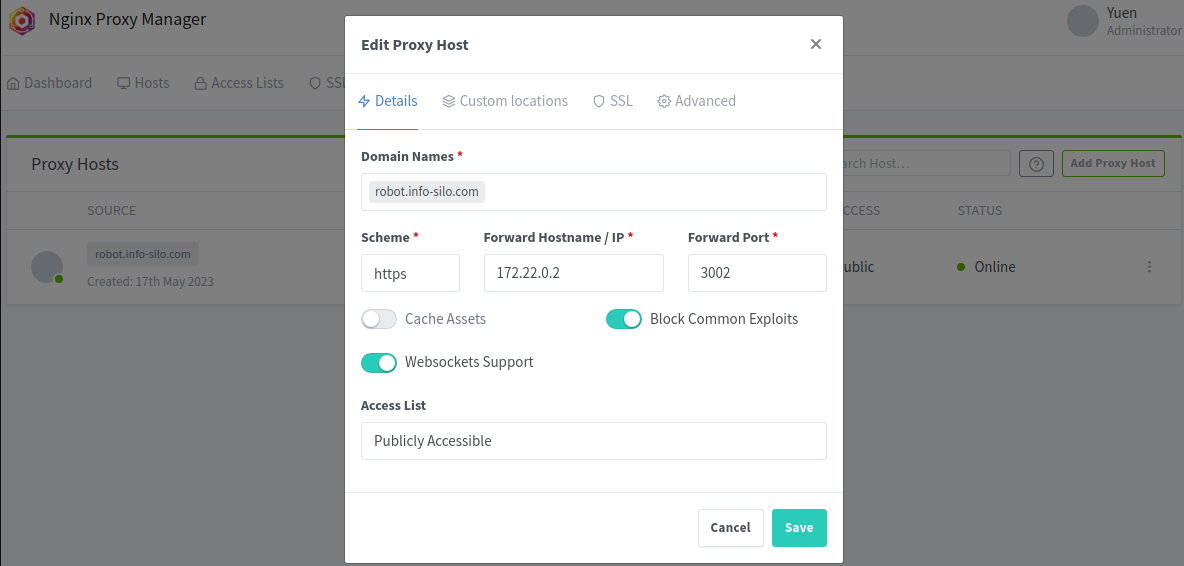 Nginx Proxy Manager
Yuen
Administrator
Dashboard Hosts Access Lists SSL
Proxy Hosts
arch Host...
Add Proxy Host
SOURCE
CCESS
STATUS
robot.info-silo.com
Created: 17th May 2023
ublic
Online
Edit Proxy Host
Details Custom locations SSL Advanced
Domain Names *
robot.info-silo.com
Scheme * Forward Hostname / IP * Forward Port *
https 172.22.0.2 3002
Cache Assets Block Common Exploits
Websockets Support
Access List
Publicly Accessible
Cancel Save